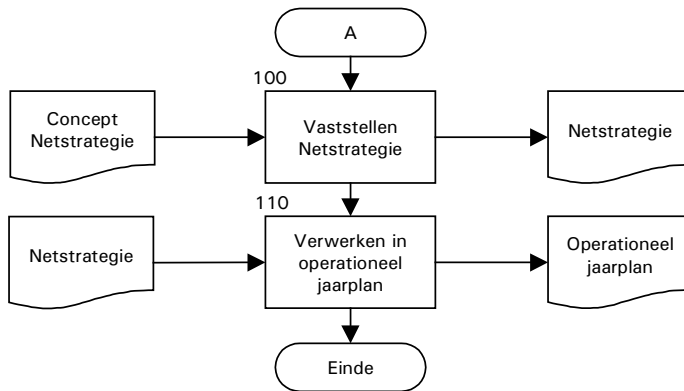 A
100
Concept
Netstrategie
Vaststellen
Netstrategie
Netstrategie
110
Netstrategie
Verwerken in
operationeel
jaarplan
Operationeel
jaarplan
Einde